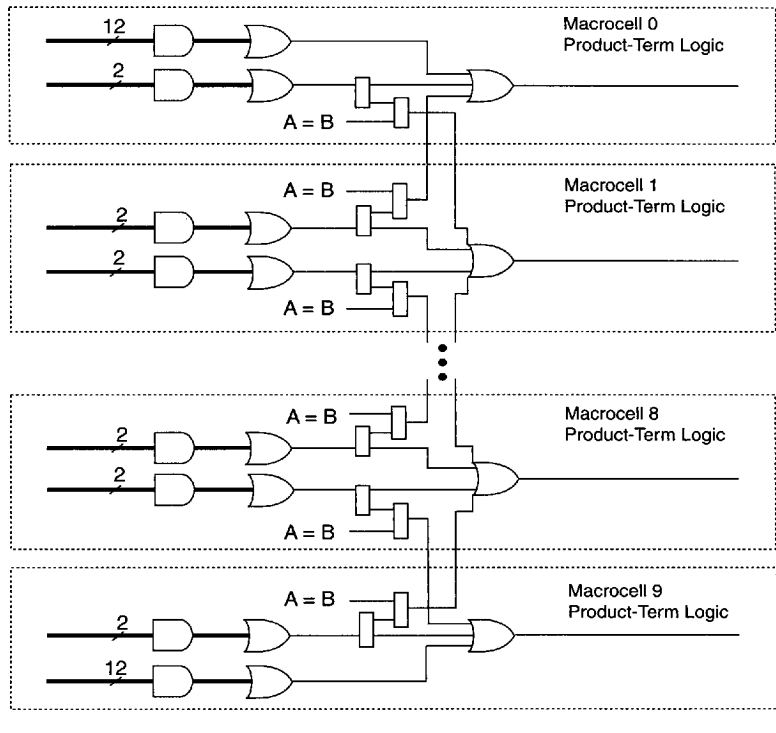 12
Macrocell 0
Product-Term Logic
2
A = B
A = B
Macrocell 1
Product-Term Logic
2
2
A = B
A = B
Macrocell 8
Product-Term Logic
2
2
A = B
A = B
Macrocell 9
Product-Term Logic
2
12